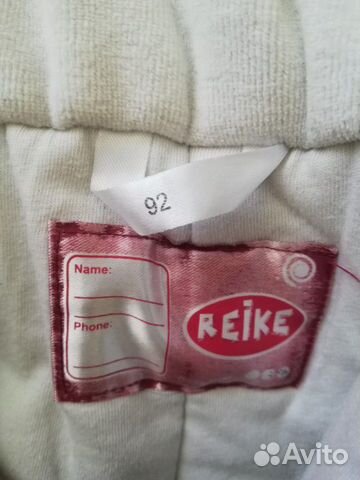 92
Name:
Phone.
REIKE
Avito